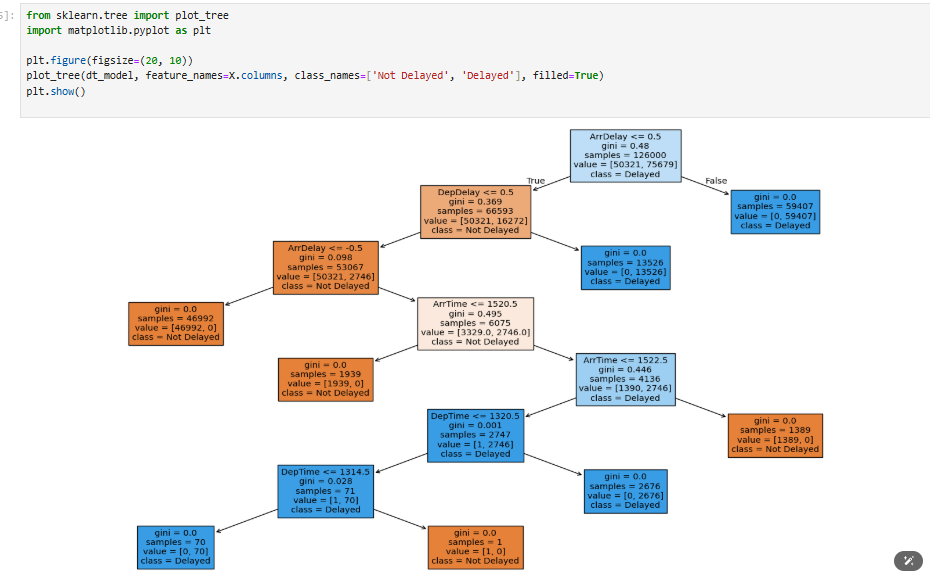 5]:
from sklearn.tree import plot_tree
import matplotlib.pyplot as plt
plt.figure(figsize=(20, 10))
plot_tree(dt_model, feature_names=X.columns, class_names=['Not Delayed', 'Delayed'], filled=True)
plt.show()
ArrDelay <= 0.5
gini = 0.48
samples = 126000
value = [50321, 75679]
class = Delayed
True
False
DepDelay <= 0.5
gini = 0.369
samples = 66593
value = [50321, 16272]
class = Not Delayed
gini = 0.0
samples = 59407
value = [0, 59407]
class = Delayed
ArrDelay <= -0.5
gini = 0.098
samples = 53067
value = [50321, 2746]
class = Not Delayed
gini = 0.0
samples = 13526
value = [0, 13526]
class = Delayed
gini = 0.0
samples = 46992
value = [46992, 0]
class = Not Delayed
ArrTime <= 1520.5
gini = 0.495
samples = 6075
value = [3329.0, 2746.0]
class = Not Delayed
gini = 0.0
samples = 1939
value = [1939, 0]
class = Not Delayed
ArrTime <= 1522.5
gini = 0.446
samples = 4136
value = [1390, 2746]
class = Delayed
DepTime <= 1320.5
gini = 0.001
samples = 2747
value = [1, 2746]
class = Delayed
gini = 0.0
samples = 1389
value = [1389, 0]
class = Not Delayed
DepTime <= 1314.5
gini = 0.028
samples = 71
value = [1, 70]
class = Delayed
gini = 0.0
samples = 2676
value = [0, 2676]
class = Delayed
gini = 0.0
samples = 70
value = [0, 70]
class = Delayed
gini = 0.0
samples = 1
value = [1, 0]
class = Not Delayed